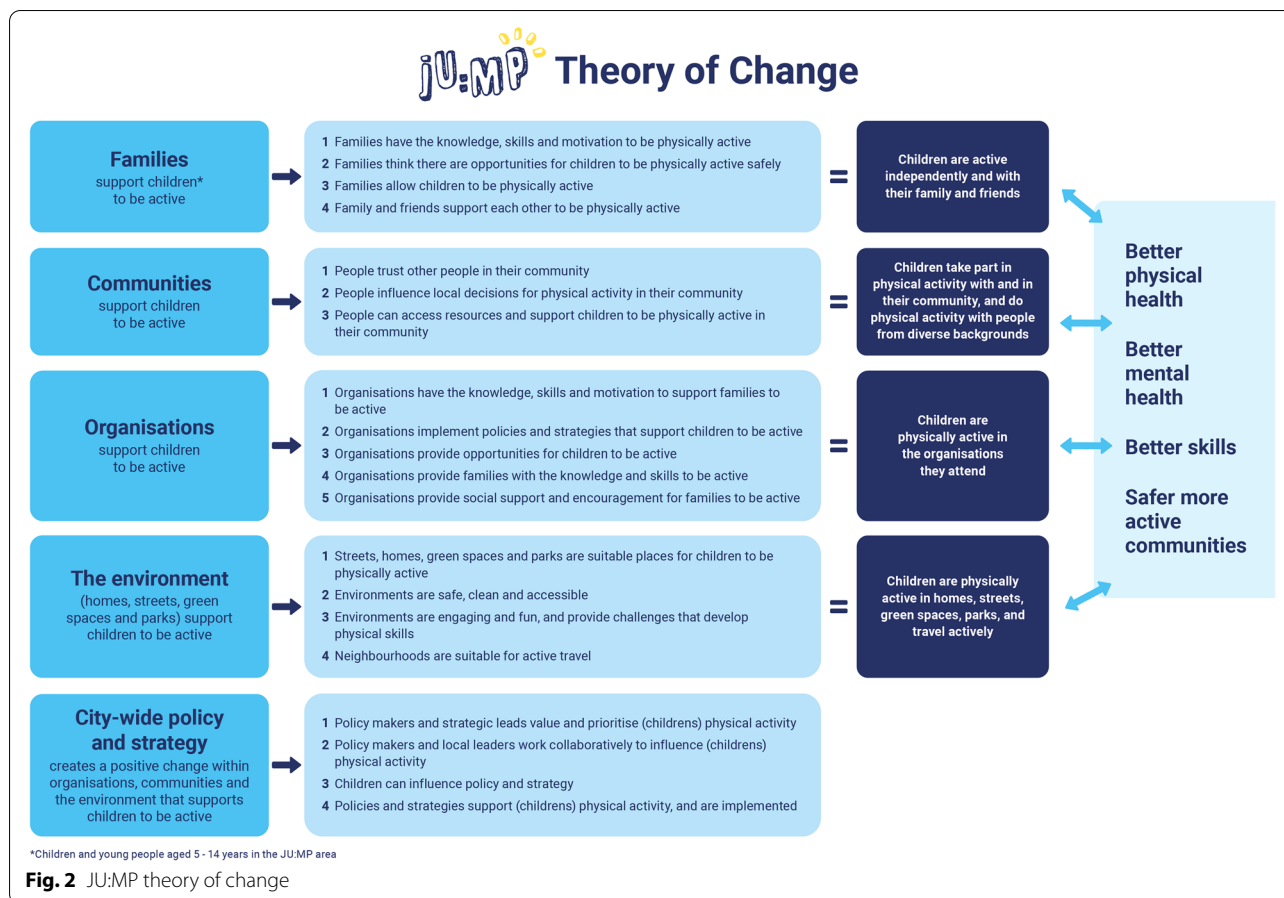 jU:MP Theory of Change
Families
support children*
to be active
1 Families have the knowledge, skills and motivation to be physically active
2 Families think there are opportunities for children to be physically active safely
3 Families allow children to be physically active
4 Family and friends support each other to be physically active
=
Children are active
independently and with
their family and friends
Communities
support children
to be active
1 People trust other people in their community
2 People influence local decisions for physical activity in their community
3 People can access resources and support children to be physically active in
their community
=
Children take part in
physical activity with and in
their community, and do
physical activity with people
from diverse backgrounds
Organisations
support children
to be active
1 Organisations have the knowledge, skills and motivation to support families to
be active
2 Organisations implement policies and strategies that support children to be active
3 Organisations provide opportunities for children to be active
4 Organisations provide families with the knowledge and skills to be active
5 Organisations provide social support and encouragement for families to be active
=
Children are
physically active in
the organisations
they attend
The environment
(homes, streets, green
spaces and parks) support
children to be active
1 Streets, homes, green spaces and parks are suitable places for children to be
physically active
2 Environments are safe, clean and accessible
3 Environments are engaging and fun, and provide challenges that develop
physical skills
4 Neighbourhoods are suitable for active travel
=
Children are physically
active in homes, streets,
green spaces, parks, and
travel actively
City-wide policy
and strategy
creates a positive change within
organisations, communities and
the environment that supports
children to be active
1 Policy makers and strategic leads value and prioritise (childrens) physical activity
2 Policy makers and local leaders work collaboratively to influence (childrens)
physical activity
3 Children can influence policy and strategy
4 Policies and strategies support (childrens) physical activity, and are implemented
Better
physical
health
Better
mental
health
Better skills
Safer more
active
communities
*Children and young people aged 5 - 14 years in the JU:MP area
Fig. 2 JU:MP theory of change